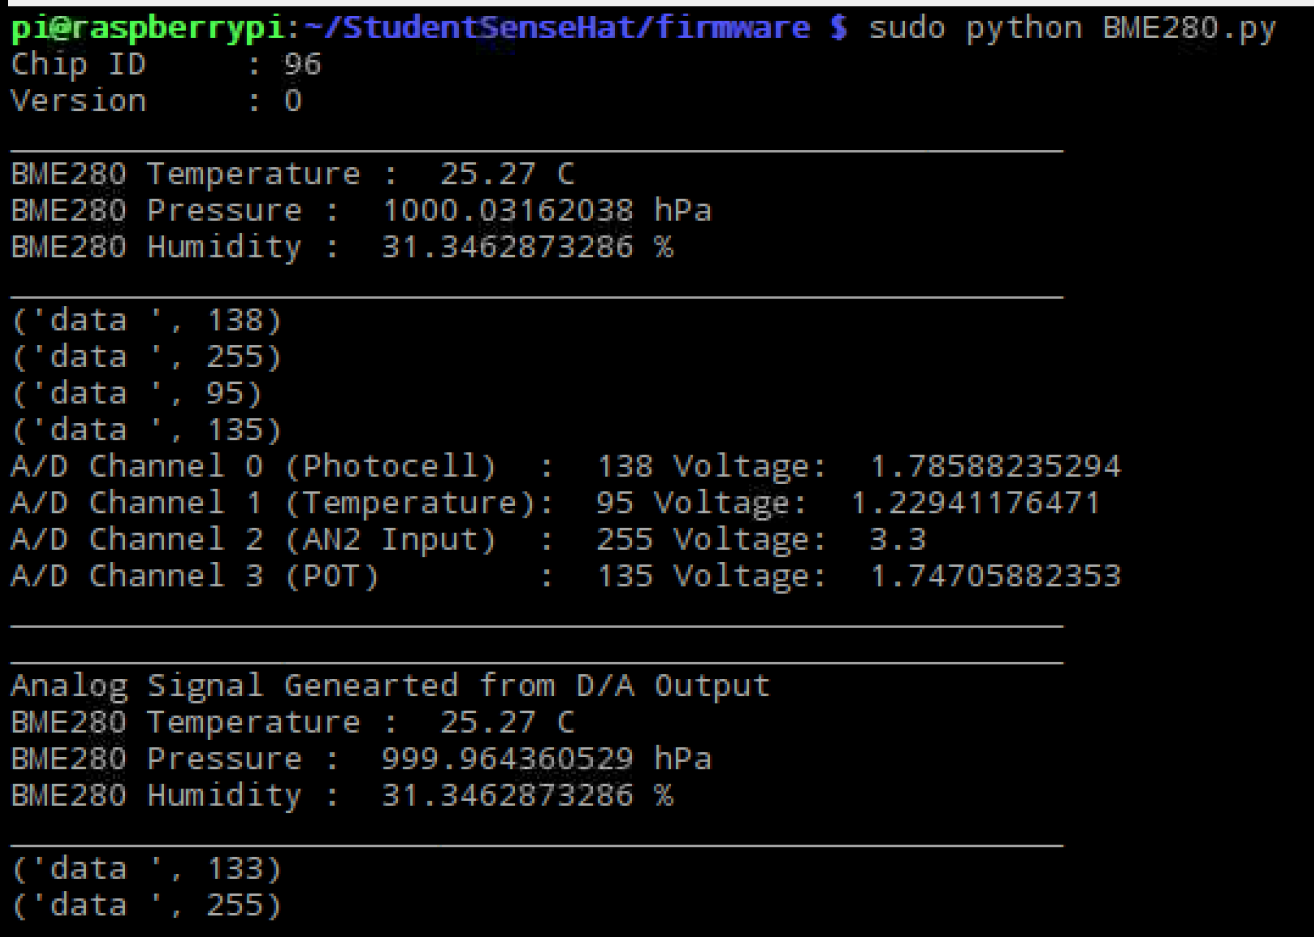 pi@raspberrypi:~/StudentSenseHat/firmware $ sudo python BME280.py
Chip ID     : 96
Version     : 0
______________________________________________________
BME280 Temperature :  25.27 C
BME280 Pressure :  1000.03162038 hPa
BME280 Humidity :  31.3462873286 %
______________________________________________________
('data ', 138)
('data ', 255)
('data ', 95)
('data ', 135)
A/D Channel 0 (Photocell)  :  138 Voltage:  1.78588235294
A/D Channel 1 (Temperature):  95 Voltage:  1.22941176471
A/D Channel 2 (AN2 Input)  :  255 Voltage:  3.3
A/D Channel 3 (POT)        :  135 Voltage:  1.74705882353
______________________________________________________
______________________________________________________
Analog Signal Genearted from D/A Output
BME280 Temperature :  25.27 C
BME280 Pressure :  999.964360529 hPa
BME280 Humidity :  31.3462873286 %
______________________________________________________
('data ', 133)
('data ', 255)